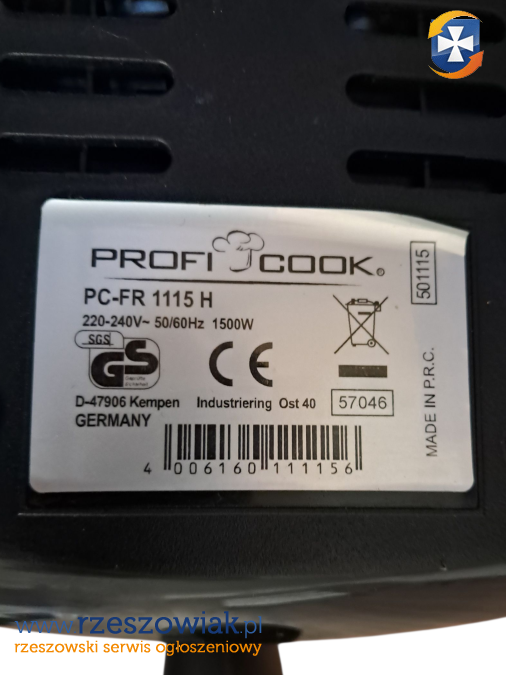 PROFI COOK®
PC-FR 1115 H
220-240V~ 50/60Hz 1500W
SGS
GS
CE
D-47906 Kempen Industriering Ost 40
GERMANY
57046
4 006160 111156
501115
MADE IN P.R.C.
www.rzeszowiak.pl
rzeszowski serwis ogłoszeniowy